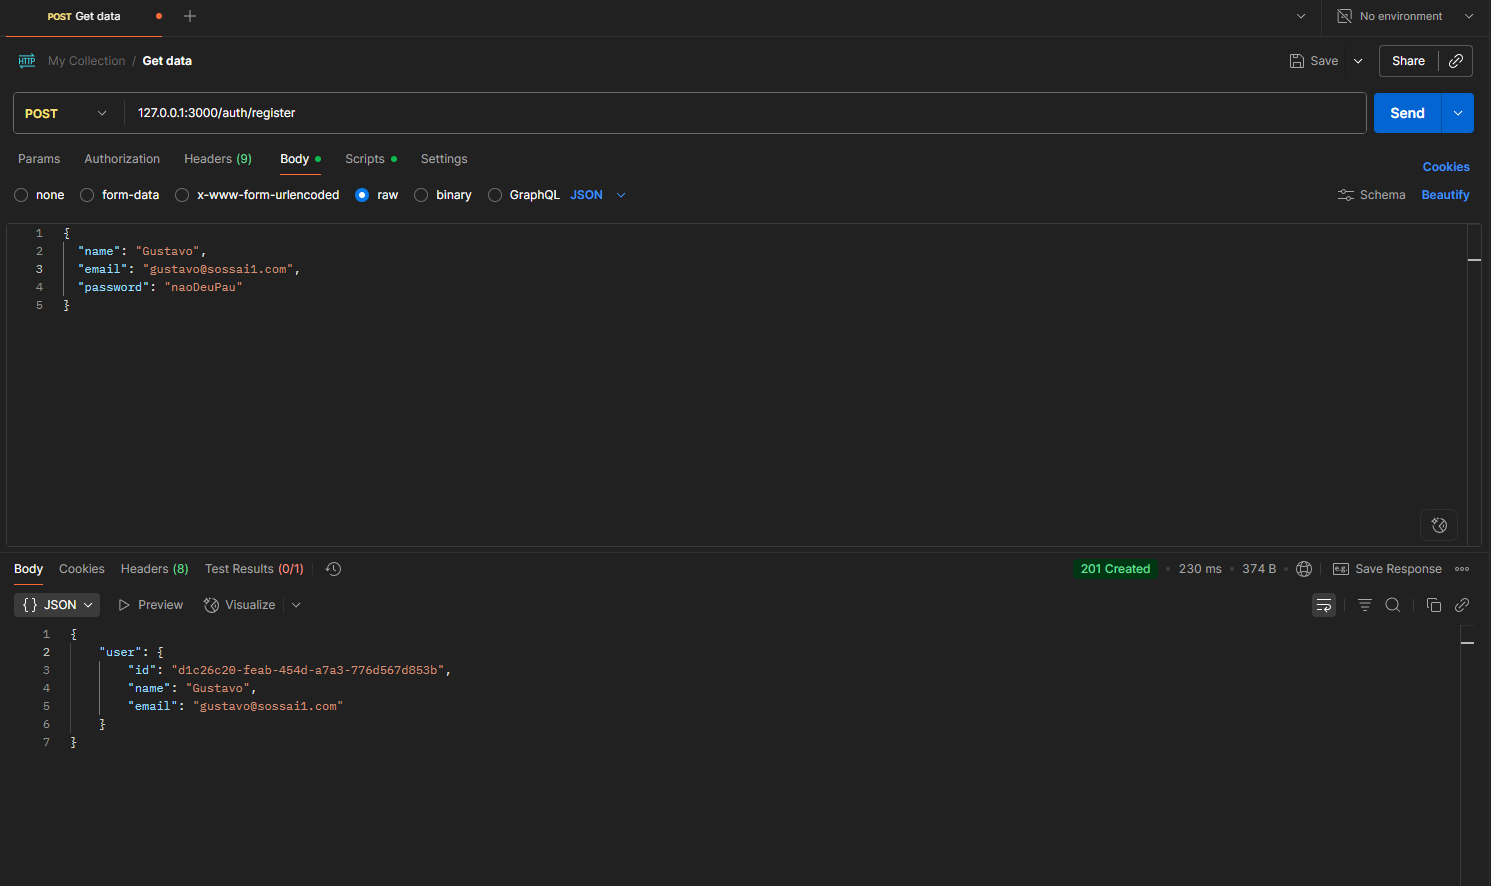 POST Get data
No environment
HTTP My Collection / Get data
Save
Share
POST
127.0.0.1:3000/auth/register
Send
Params Authorization Headers (9) Body Scripts Settings
Cookies
none form-data x-www-form-urlencoded raw binary GraphQL JSON
Schema Beautify
1 {
2 "name": "Gustavo",
3 "email": "gustavo@sossai1.com",
4 "password": "naoDeuPau"
5 }
Body Cookies Headers (8) Test Results (0/1)
201 Created • 230 ms • 374 B • e.g. Save Response
{} JSON Preview Visualize
1 {
2 "user": {
3 "id": "d1c26c20-feab-454d-a7a3-776d567d853b",
4 "name": "Gustavo",
5 "email": "gustavo@sossai1.com"
6 }
7 }